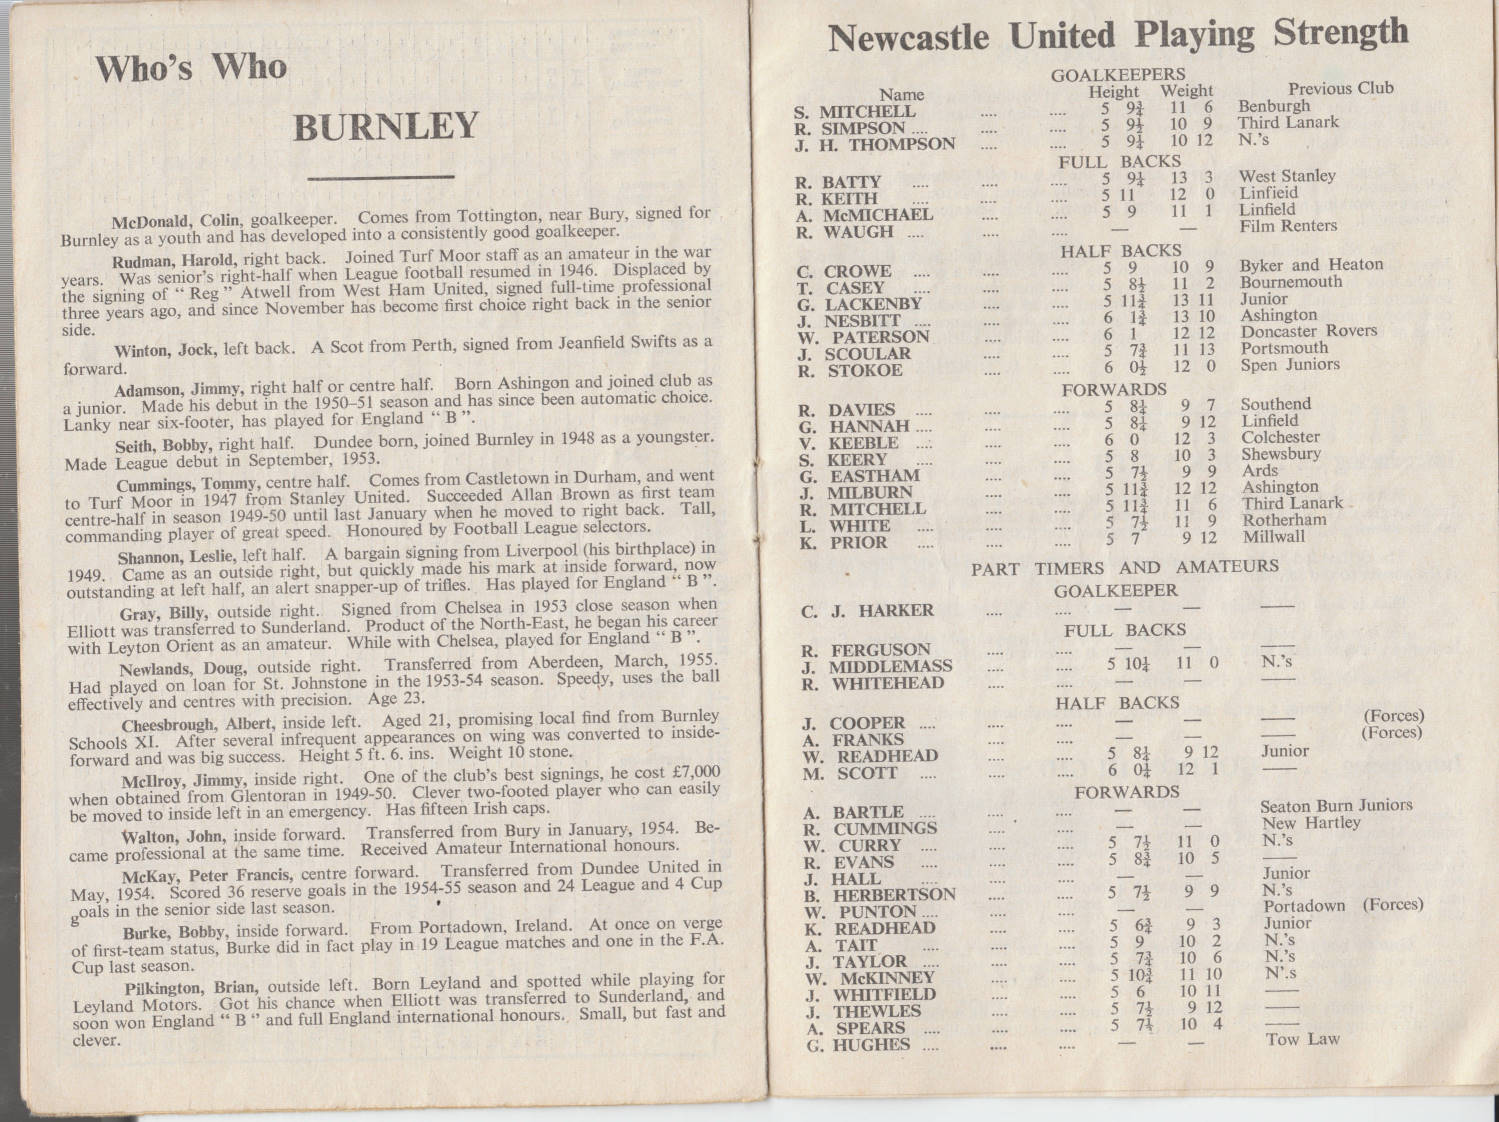 Who's Who
BURNLEY
McDonald, Colin, goalkeeper. Comes from Tottington, near Bury, signed for
Burnley as a youth and has developed into a consistently good goalkeeper.
Rudman, Harold, right back. Joined Turf Moor staff as an amateur in the war
years. Was senior's right-half when League football resumed in 1946. Displaced by
the signing of “ Reg ” Atwell from West Ham United, signed full-time professional
three years ago, and since November has become first choice right back in the senior
side.
Winton, Jock, left back. A Scot from Perth, signed from Jeanfield Swifts as a
forward.
Adamson, Jimmy, right half or centre half. Born Ashingon and joined club as
a junior. Made his debut in the 1950–51 season and has since been automatic choice.
Lanky near six-footer, has played for England “ B ”.
Seith, Bobby, right half. Dundee born, joined Burnley in 1948 as a youngster.
Made League debut in September, 1953.
Cummings, Tommy, centre half. Comes from Castletown in Durham, and went
to Turf Moor in 1947 from Stanley United. Succeeded Allan Brown as first team
centre-half in season 1949-50 until last January when he moved to right back. Tall,
commanding player of great speed. Honoured by Football League selectors.
Shannon, Leslie, left half. A bargain signing from Liverpool (his birthplace) in
1949. Came as an outside right, but quickly made his mark at inside forward, now
outstanding at left half, an alert snapper-up of trifles. Has played for England “ B ”.
Gray, Billy, outside right. Signed from Chelsea in 1953 close season when
Elliott was transferred to Sunderland. Product of the North-East, he began his career
with Leyton Orient as an amateur. While with Chelsea, played for England “ B ”.
Newlands, Doug, outside right. Transferred from Aberdeen, March, 1955.
Had played on loan for St. Johnstone in the 1953-54 season. Speedy, uses the ball
effectively and centres with precision. Age 23.
Cheesbrough, Albert, inside left. Aged 21, promising local find from Burnley
Schools XI. After several infrequent appearances on wing was converted to inside-
forward and was big success. Height 5 ft. 6. ins. Weight 10 stone.
McIlroy, Jimmy, inside right. One of the club's best signings, he cost £7,000
when obtained from Glentoran in 1949-50. Clever two-footed player who can easily
be moved to inside left in an emergency. Has fifteen Irish caps.
Walton, John, inside forward. Transferred from Bury in January, 1954. Be-
came professional at the same time. Received Amateur International honours.
McKay, Peter Francis, centre forward. Transferred from Dundee United in
May, 1954. Scored 36 reserve goals in the 1954-55 season and 24 League and 4 Cup
goals in the senior side last season.
Burke, Bobby, inside forward. From Portadown, Ireland. At once on verge
of first-team status, Burke did in fact play in 19 League matches and one in the F.A.
Cup last season.
Pilkington, Brian, outside left. Born Leyland and spotted while playing for
Leyland Motors. Got his chance when Elliott was transferred to Sunderland, and
soon won England “ B ” and full England international honours. Small, but fast and
clever.
Newcastle United Playing Strength
GOALKEEPERS
Name Height Weight Previous Club
S. MITCHELL .... .... 5 9¾ 11 6 Benburgh
R. SIMPSON .... .... .... 5 9½ 10 9 Third Lanark
J. H. THOMPSON .... .... 5 9¼ 10 12 N.'s
FULL BACKS
R. BATTY .... .... .... 5 9¼ 13 3 West Stanley
R. KEITH .... .... .... 5 11 12 0 Linfieid
A. McMICHAEL .... .... 5 9 11 1 Linfield
R. WAUGH .... .... .... — — Film Renters
HALF BACKS
C. CROWE .... .... .... 5 9 10 9 Byker and Heaton
T. CASEY .... .... .... 5 8½ 11 2 Bournemouth
G. LACKENBY .... .... 5 11¾ 13 11 Junior
J. NESBITT .... .... .... 6 1¾ 13 10 Ashington
W. PATERSON .... .... 6 1 12 12 Doncaster Rovers
J. SCOULAR .... .... 5 7¾ 11 13 Portsmouth
R. STOKOE .... .... 6 0½ 12 0 Spen Juniors
FORWARDS
R. DAVIES .... .... .... 5 8¼ 9 7 Southend
G. HANNAH .... .... .... 5 8¼ 9 12 Linfield
V. KEEBLE .... .... .... 6 0 12 3 Colchester
S. KEERY .... .... .... 5 8 10 3 Shewsbury
G. EASTHAM .... .... 5 7½ 9 9 Ards
J. MILBURN .... .... 5 11¾ 12 12 Ashington
R. MITCHELL .... .... 5 11¾ 11 6 Third Lanark
L. WHITE .... .... .... 5 7½ 11 9 Rotherham
K. PRIOR .... .... .... 5 7 9 12 Millwall
PART TIMERS AND AMATEURS
GOALKEEPER
C. J. HARKER .... .... — — —
FULL BACKS
R. FERGUSON .... .... — — —
J. MIDDLEMASS .... .... 5 10¼ 11 0 N.'s
R. WHITEHEAD .... .... — — —
HALF BACKS
J. COOPER .... .... .... — — — (Forces)
A. FRANKS .... .... — — — (Forces)
W. READHEAD .... .... 5 8¼ 9 12 Junior
M. SCOTT .... .... .... 6 0¼ 12 1 —
FORWARDS
A. BARTLE .... .... .... — — Seaton Burn Juniors
R. CUMMINGS .... .... — — New Hartley
W. CURRY .... .... .... 5 7½ 11 0 N.'s
R. EVANS .... .... .... 5 8¾ 10 5 —
J. HALL .... .... .... — — Junior
B. HERBERTSON .... .... 5 7½ 9 9 N.'s
W. PUNTON .... .... .... — — Portadown (Forces)
K. READHEAD .... .... 5 6¾ 9 3 Junior
A. TAIT .... .... .... 5 9 10 2 N.'s
J. TAYLOR .... .... .... 5 7¾ 10 6 N.'s
W. McKINNEY .... .... 5 10¾ 11 10 N'.s
J. WHITFIELD .... .... 5 6 10 11 —
J. THEWLES .... .... 5 7½ 9 12 —
A. SPEARS .... .... .... 5 7½ 10 4 —
G. HUGHES .... .... .... — — Tow Law